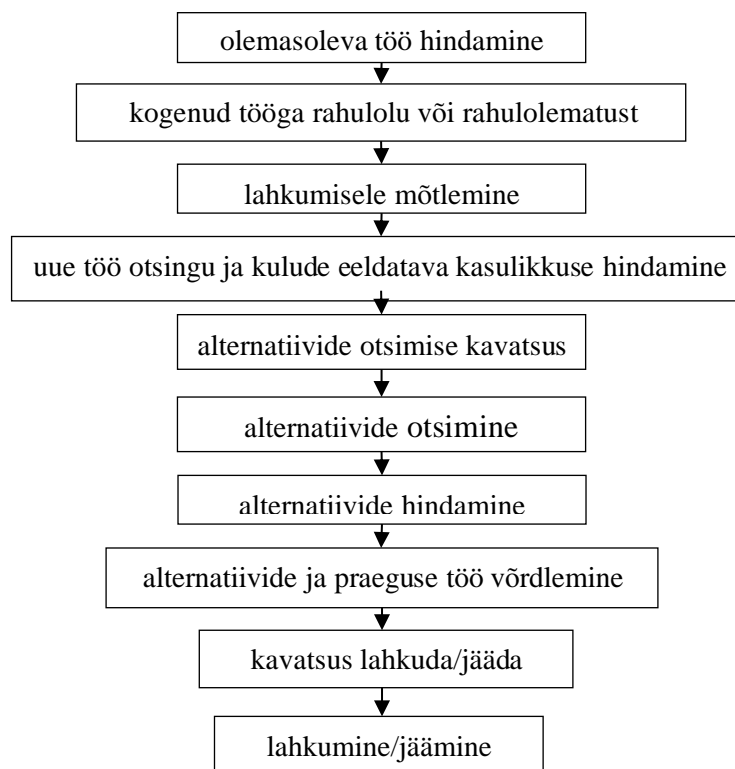 olemasoleva töö hindamine
kogenud tööga rahulolu või rahulolematust
lahkumisele mõtlemine
uue töö otsingu ja kulude eeldatava kasulikkuse hindamine
alternatiivide otsimise kavatsus
alternatiivide otsimine
alternatiivide hindamine
alternatiivide ja praeguse töö võrdlemine
kavatsus lahkuda/jääda
lahkumine/jäämine